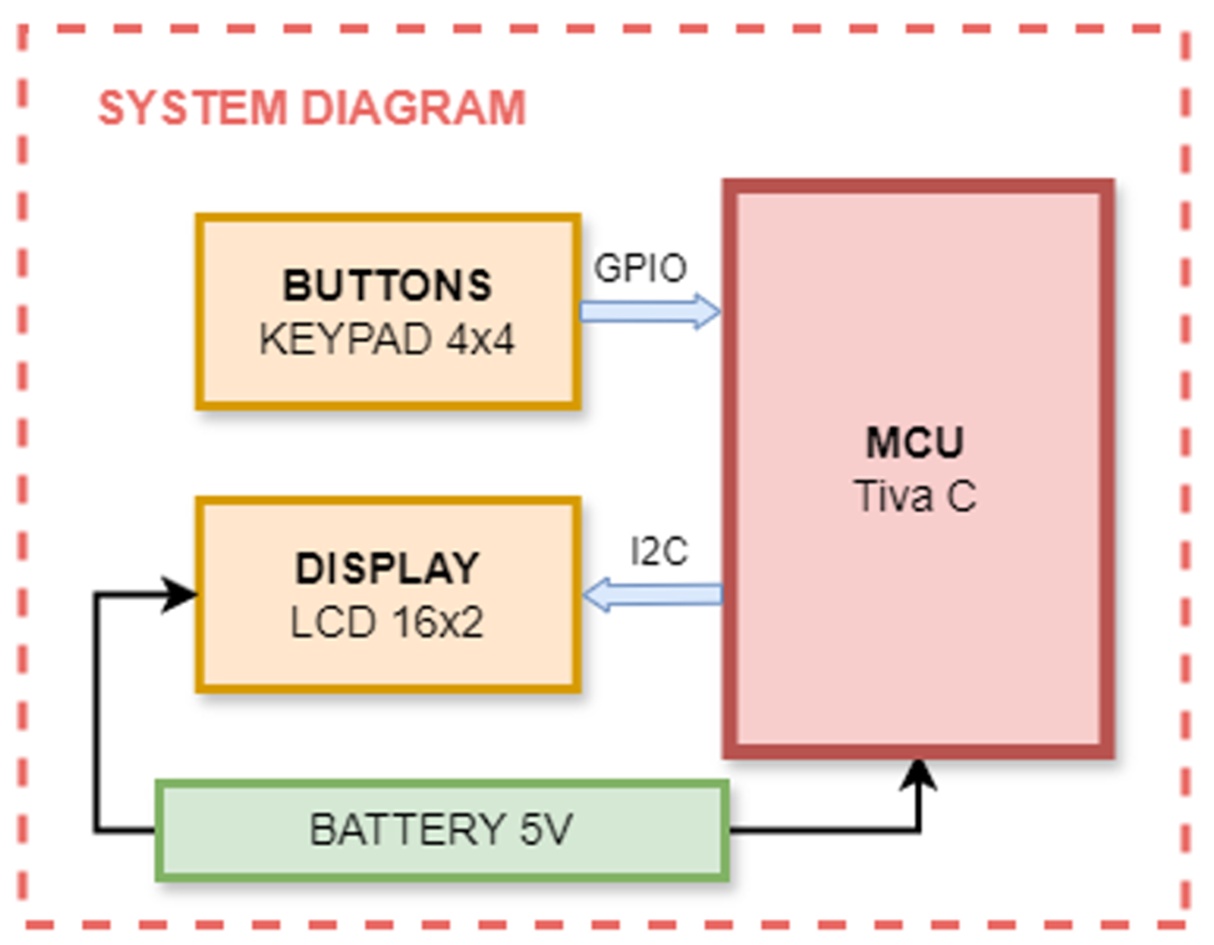 SYSTEM DIAGRAM
BUTTONS
KEYPAD 4x4
GPIO
MCU
Tiva C
DISPLAY
LCD 16x2
I2C
BATTERY 5V